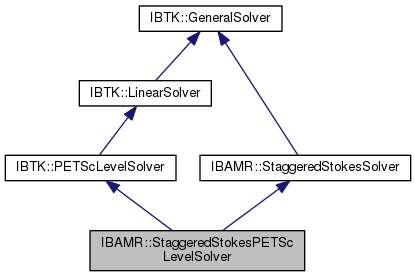 IBTK::GeneralSolver
IBTK::LinearSolver
IBTK::PETScLevelSolver
IBAMR::StaggeredStokesSolver
IBAMR::StaggeredStokesPETSc
LevelSolver